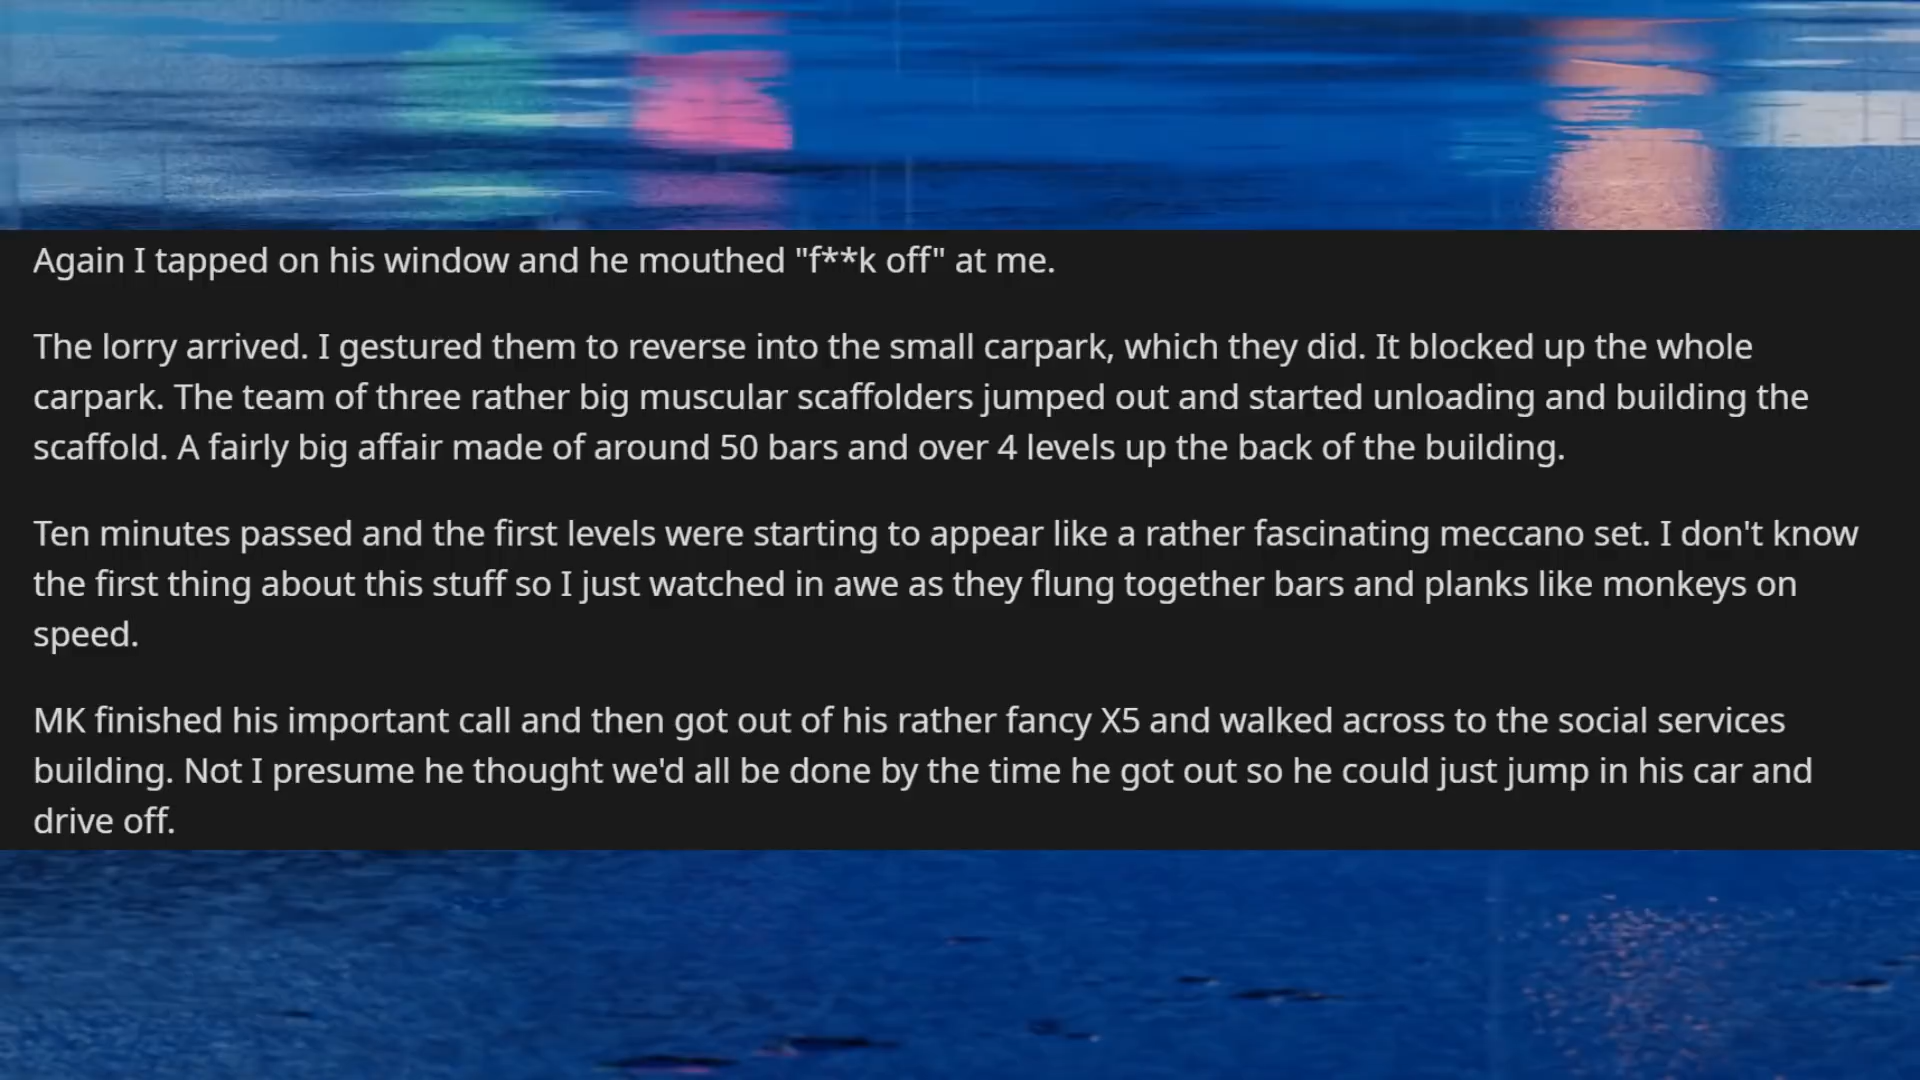 Again I tapped on his window and he mouthed "f**k off" at me.
The lorry arrived. I gestured them to reverse into the small carpark, which they did. It blocked up the whole
carpark. The team of three rather big muscular scaffolders jumped out and started unloading and building the
scaffold. A fairly big affair made of around 50 bars and over 4 levels up the back of the building.
Ten minutes passed and the first levels were starting to appear like a rather fascinating meccano set. I don't know
the first thing about this stuff so I just watched in awe as they flung together bars and planks like monkeys on
speed.
MK finished his important call and then got out of his rather fancy X5 and walked across to the social services
building. Not I presume he thought we'd all be done by the time he got out so he could just jump in his car and
drive off.